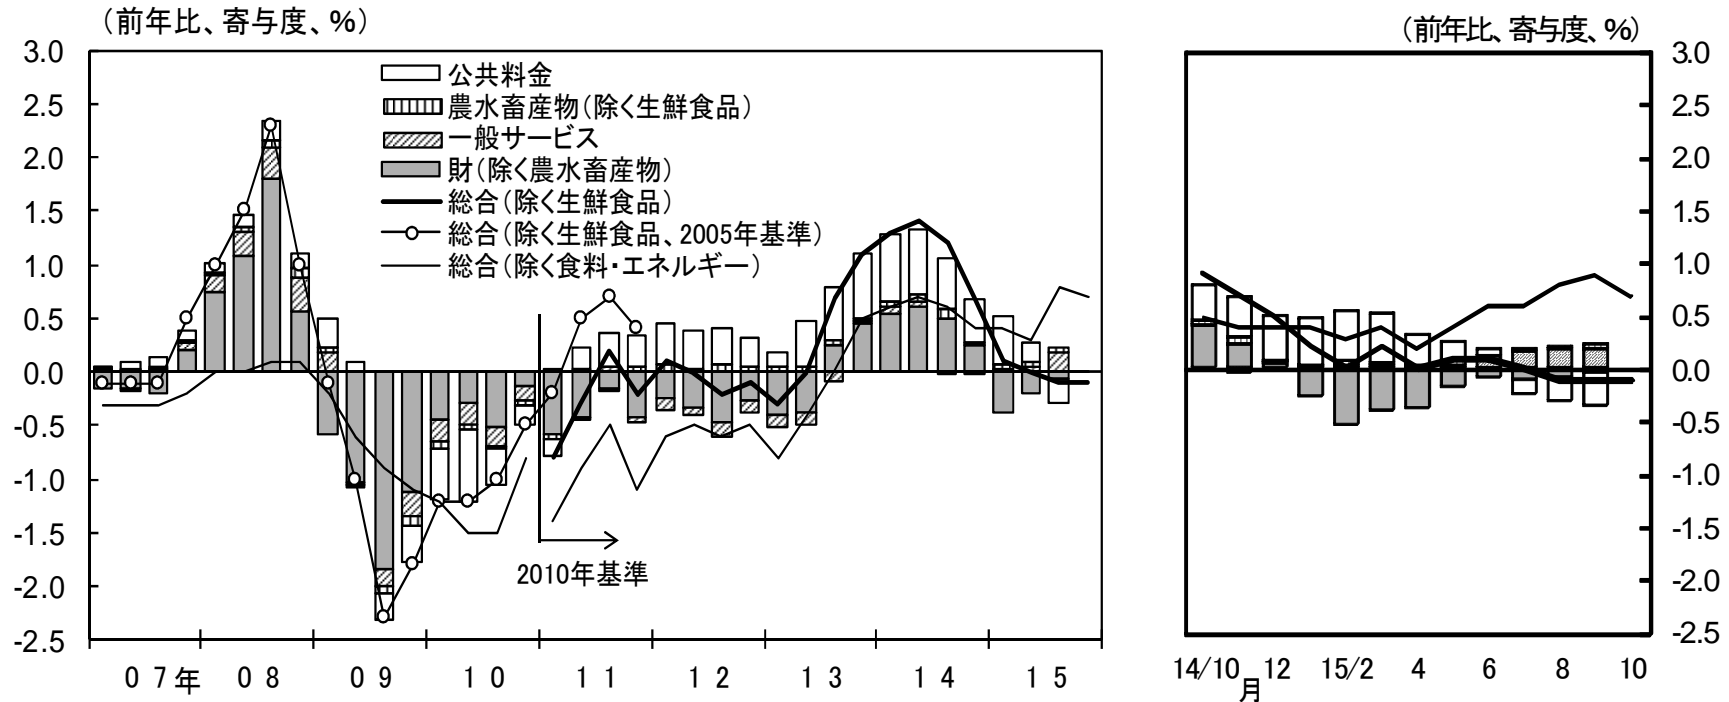 （前年比、寄与度、%）
3.0
2.5
2.0
1.5
1.0
0.5
0.0
-0.5
-1.0
-1.5
-2.0
-2.5
公共料金
農水畜産物（除く生鮮食品）
一般サービス
財（除く農水畜産物）
総合（除く生鮮食品）
総合（除く生鮮食品、2005年基準）
総合（除く食料・エネルギー）
2010年基準
07年 08 09 10 11 12 13 14 15
（前年比、寄与度、%）
3.0
2.5
2.0
1.5
1.0
0.5
0.0
-0.5
-1.0
-1.5
-2.0
-2.5
14/10 12 15/2 4 6 8 10
月